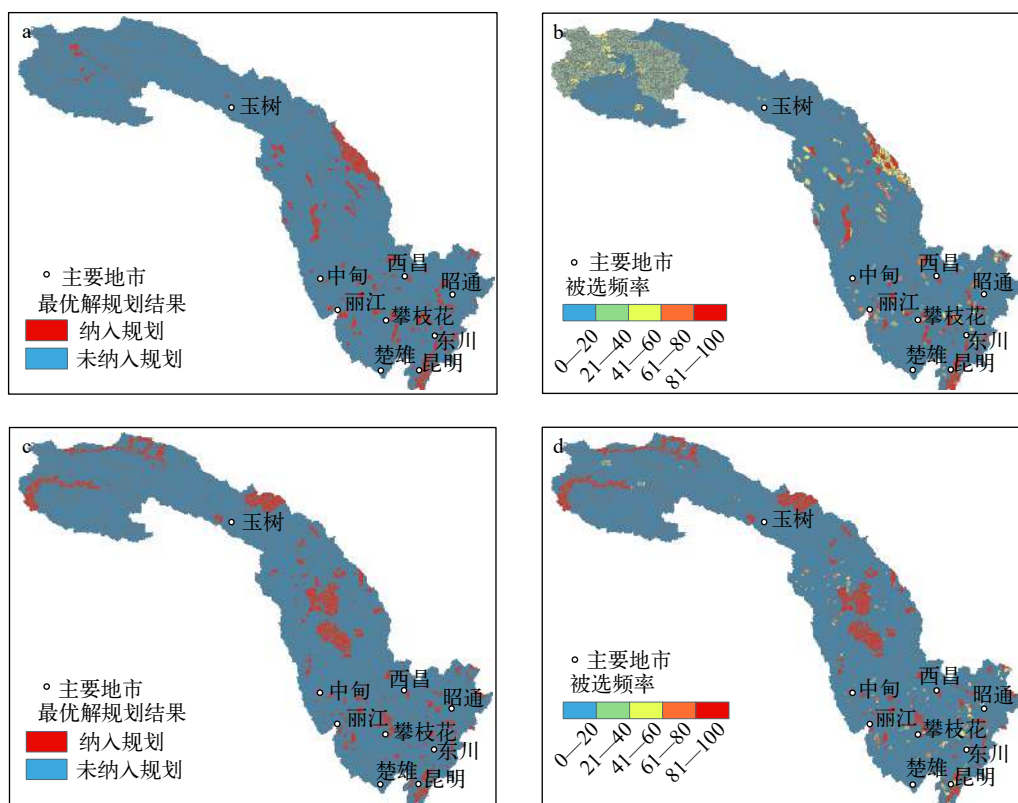 a
玉树
中甸
西昌
昭通
丽江
攀枝花
东川
楚雄
昆明
主要地市
最优解规划结果
纳入规划
未纳入规划
b
玉树
中甸
西昌
昭通
丽江
攀枝花
东川
楚雄
昆明
主要地市
被选频率
0—20
21—40
41—60
61—80
81—100
c
玉树
中甸
西昌
昭通
丽江
攀枝花
东川
楚雄
昆明
主要地市
最优解规划结果
纳入规划
未纳入规划
d
玉树
中甸
西昌
昭通
丽江
攀枝花
东川
楚雄
昆明
主要地市
被选频率
0—20
21—40
41—60
61—80
81—100